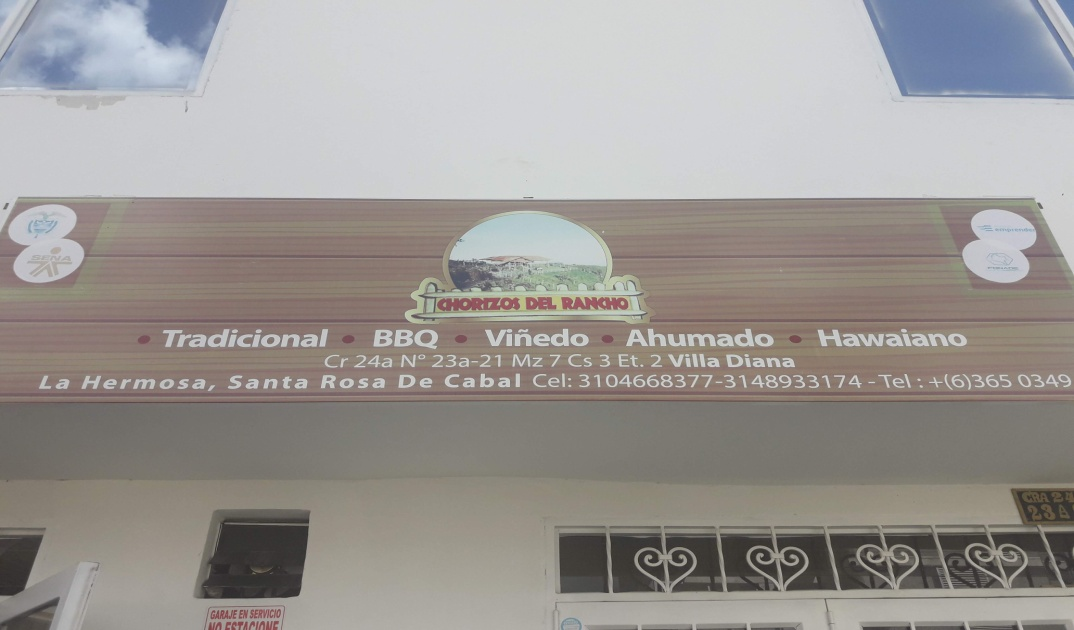 SENA
emprender
CHORIZOS DEL RANCHO
• Tradicional • BBQ • Viñedo • Ahumado • Hawaiano
Cr 24a N° 23a-21 Mz 7 Cs 3 Et. 2 Villa Diana
La Hermosa, Santa Rosa De Cabal Cel: 3104668377-3148933174 - Tel : +(6)365 0349
CRA 24
23A
GARAJE EN SERVICIO
NO ESTACIONE